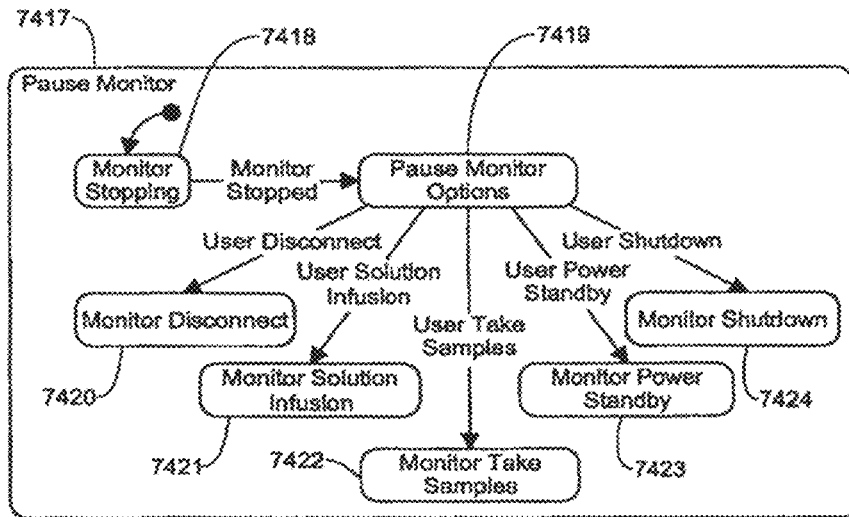 7417
7418
7419
Pause Monitor
Monitor
Stopping
Monitor
Stopped
Pause Monitor
Options
User Disconnect
User Solution
Infusion
User Take
Samples
User Power
Standby
User Shutdown
Monitor Disconnect
Monitor Solution
Infusion
Monitor Take
Samples
Monitor Power
Standby
Monitor Shutdown
7420
7421
7422
7423
7424